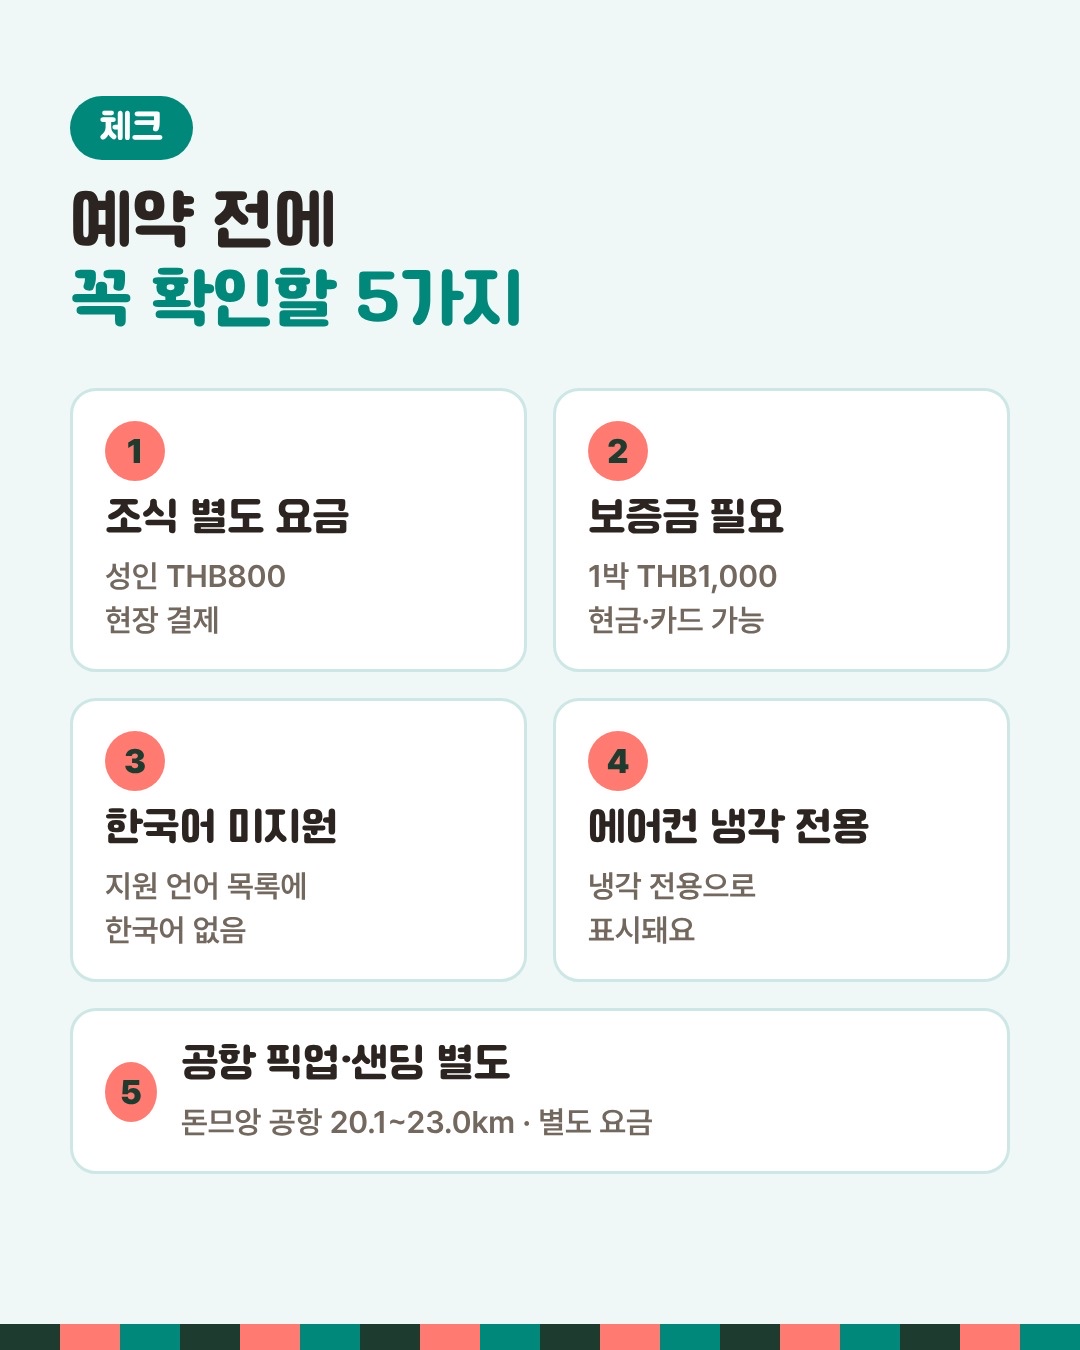 체크
예약 전에
꼭 확인할 5가지
1
조식 별도 요금
성인 THB800
현장 결제
2
보증금 필요
1박 THB1,000
현금·카드 가능
3
한국어 미지원
지원 언어 목록에
한국어 없음
4
에어컨 냉각 전용
냉각 전용으로
표시돼요
5
공항 픽업·샌딩 별도
돈므앙 공항 20.1~23.0km · 별도 요금